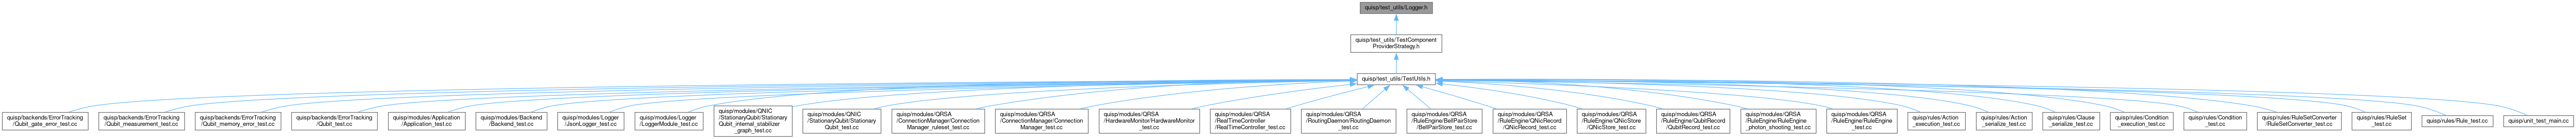 quisp/test_utils/Logger.h
quisp/test_utils/TestComponent
ProviderStrategy.h
quisp/test_utils/TestUtils.h
quisp/backends/ErrorTracking
/Qubit_gate_error_test.cc
quisp/backends/ErrorTracking
/Qubit_measurement_test.cc
quisp/backends/ErrorTracking
/Qubit_memory_error_test.cc
quisp/backends/ErrorTracking
/Qubit_test.cc
quisp/modules/Application
/Application_test.cc
quisp/modules/Backend
/Backend_test.cc
quisp/modules/Logger
/JsonLogger_test.cc
quisp/modules/Logger
/LoggerModule_test.cc
quisp/modules/QNIC
/StationaryQubit/Stationary
Qubit_internal_stabilizer
_graph_test.cc
quisp/modules/QNIC
/StationaryQubit/Stationary
Qubit_test.cc
quisp/modules/QRSA
/ConnectionManager/Connection
Manager_ruleset_test.cc
quisp/modules/QRSA
/ConnectionManager/Connection
Manager_test.cc
quisp/modules/QRSA
/HardwareMonitor/HardwareMonitor
_test.cc
quisp/modules/QRSA
/RealTimeController
/RealTimeController_test.cc
quisp/modules/QRSA
/RoutingDaemon/RoutingDaemon
_test.cc
quisp/modules/QRSA
/RuleEngine/BellPairStore
/BellPairStore_test.cc
quisp/modules/QRSA
/RuleEngine/QNicRecord
/QNicRecord_test.cc
quisp/modules/QRSA
/RuleEngine/QNicStore
/QNicStore_test.cc
quisp/modules/QRSA
/RuleEngine/QubitRecord
/QubitRecord_test.cc
quisp/modules/QRSA
/RuleEngine/RuleEngine
_photon_shooting_test.cc
quisp/modules/QRSA
/RuleEngine/RuleEngine
_test.cc
quisp/rules/Action
_execution_test.cc
quisp/rules/Action
_serialize_test.cc
quisp/rules/Clause
_serialize_test.cc
quisp/rules/Condition
_execution_test.cc
quisp/rules/Condition
_test.cc
quisp/rules/RuleSetConverter
/RuleSetConverter_test.cc
quisp/rules/RuleSet
_test.cc
quisp/rules/Rule_test.cc
quisp/unit_test_main.cc